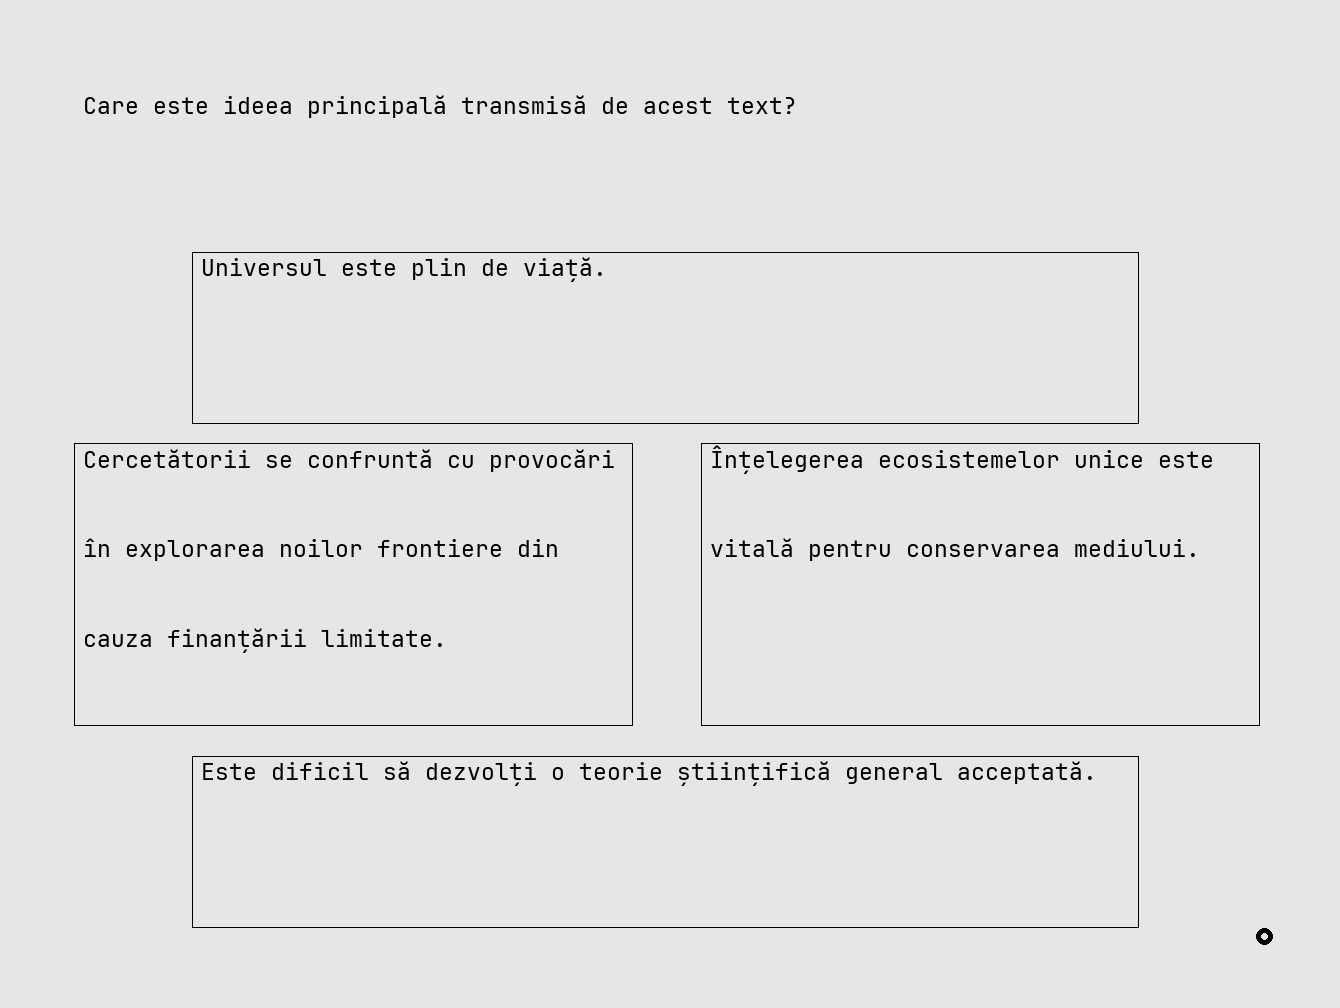 Care este ideea principală transmisă de acest text?
Universul este plin de viață.
Cercetătorii se confruntă cu provocări
în explorarea noilor frontiere din
cauza finanțării limitate.
Înțelegerea ecosistemelor unice este
vitală pentru conservarea mediului.
Este dificil să dezvolți o teorie științifică general acceptată.